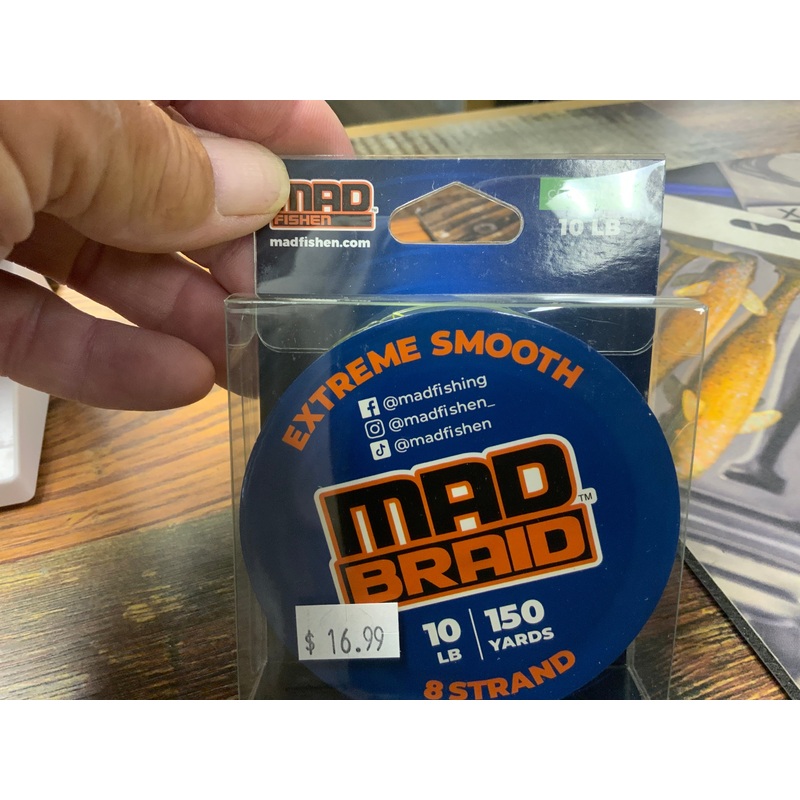 MAD
FISHEN
madfishen.com
10 LB
EXTREME SMOOTH
@madfishing
@madfishen_
@madfishen
MAD
BRAID
TM
$ 16.99
10
LB
150
YARDS
8 STRAND